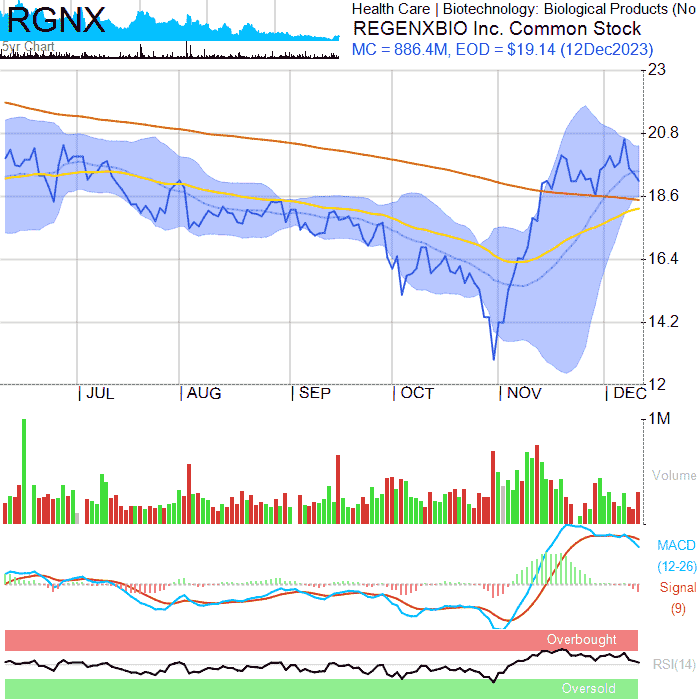 RGNX
5yr Chart
Health Care | Biotechnology: Biological Products (No
REGENXBIO Inc. Common Stock
MC = 886.4M, EOD = $19.14 (12Dec2023)
23
20.8
18.6
16.4
14.2
12
| JUL
| AUG
| SEP
| OCT
| NOV
| DEC
1M
Volume
MACD
(12-26)
Signal
(9)
Overbought
RSI(14)
Oversold